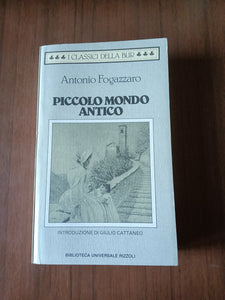 I CLASSICI DELLA BUR
Antonio Fogazzaro
PICCOLO MONDO
ANTICO
INTRODUZIONE DI GIULIO CATTANEO
BIBLIOTECA UNIVERSALE RIZZOLI